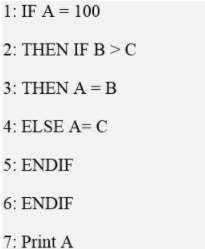 1: IF A = 100
2: THEN IF B > C
3: THEN A = B
4: ELSE A= C
5: ENDIF
6: ENDIF
7: Print A